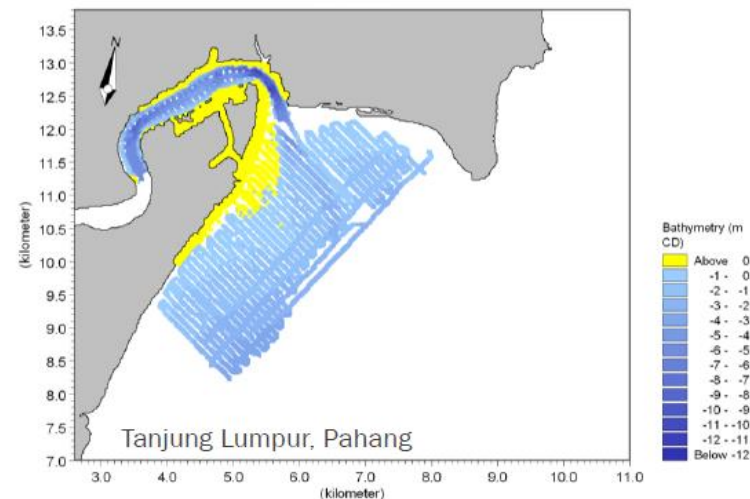 N
13.5
13.0
12.5
12.0
11.5
11.0
10.5
10.0
9.5
9.0
8.5
8.0
7.5
7.0
(kilometer)
Tanjung Lumpur, Pahang
3.0 4.0 5.0 6.0 7.0 8.0 9.0 10.0 11.0
(kilometer)
Bathymetry (m
CD)
Above 0
-1 - 0
-2 - -1
-3 - -2
-4 - -3
-5 - -4
-6 - -5
-7 - -6
-8 - -7
-9 - -8
-10 - -9
-11 - -10
-12 - -11
Below -12